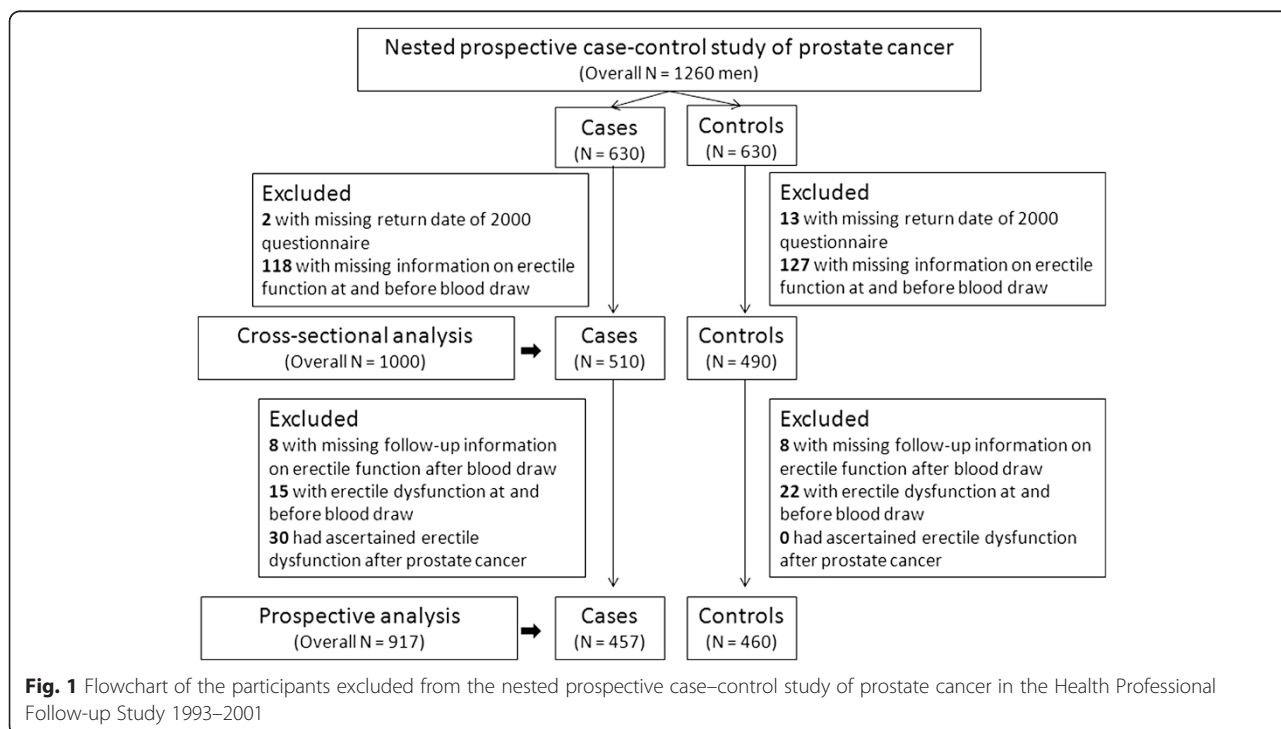 Nested prospective case-control study of prostate cancer
(Overall N = 1260 men)
Cases
(N = 630)
Controls
(N = 630)
Excluded
2 with missing return date of 2000
questionnaire
118 with missing information on erectile
function at and before blood draw
Excluded
13 with missing return date of 2000
questionnaire
127 with missing information on erectile
function at and before blood draw
Cross-sectional analysis
(Overall N = 1000)
Cases
(N = 510)
Controls
(N = 490)
Excluded
8 with missing follow-up information
on erectile function after blood draw
15 with erectile dysfunction at and
before blood draw
30 had ascertained erectile
dysfunction after prostate cancer
Excluded
8 with missing follow-up information on
erectile function after blood draw
22 with erectile dysfunction at and
before blood draw
0 had ascertained erectile dysfunction
after prostate cancer
Prospective analysis
(Overall N = 917)
Cases
(N = 457)
Controls
(N = 460)
Fig. 1 Flowchart of the participants excluded from the nested prospective case–control study of prostate cancer in the Health Professional
Follow-up Study 1993–2001